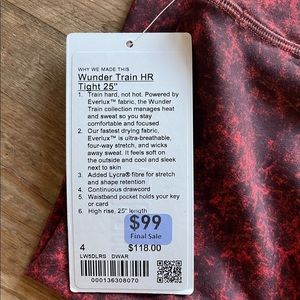 WHY WE MADE THIS
Wunder Train HR
Tight 25"
1. Train hard, not hot. Powered by
Everlux™ fabric, the Wunder
Train collection manages heat
and sweat so you stay
comfortable and focused
2. Our fastest drying fabric,
Everlux™ is ultra-breathable,
four-way stretch, and wicks
away sweat. It feels soft on
the outside and cool and sleek
next to skin
3. Added Lycra® fibre for stretch
and shape retention
4. Continuous drawcord
5. Waistband pocket holds your key
or card
6. High rise, 25" length
$99
Final Sale
4 $118.00
LW5DLRS DWAR
000136308070